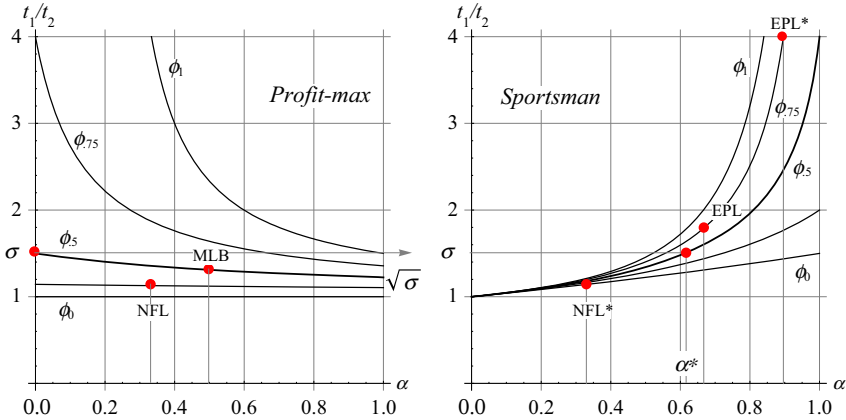 t₁/t₂
4
ϕ₁
Profit-max
3
ϕ.75
2
ϕ.5
MLB
σ
√σ
1
NFL
ϕ₀
0.0 0.2 0.4 0.6 0.8 1.0 α
t₁/t₂
EPL*
4
ϕ₁
Sportsman
ϕ.75
3
ϕ.5
2
EPL
σ
1
NFL*
ϕ₀
α*
0.0 0.2 0.4 0.6 0.8 1.0 α